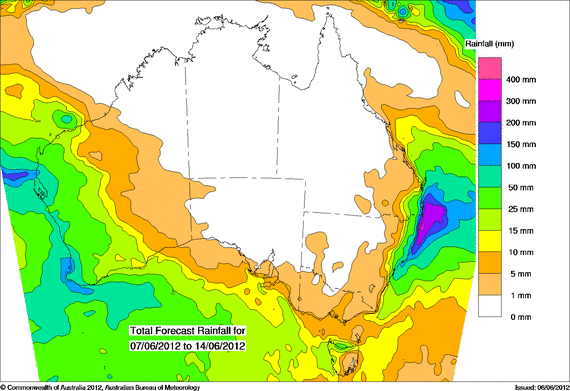 Rainfall (mm)
400 mm
300 mm
200 mm
150 mm
100 mm
50 mm
25 mm
15 mm
10 mm
5 mm
1 mm
0 mm
Total Forecast Rainfall for
07/06/2012 to 14/06/2012
© Commonwealth of Australia 2012, Australian Bureau of Meteorology
Issued: 06/06/2012